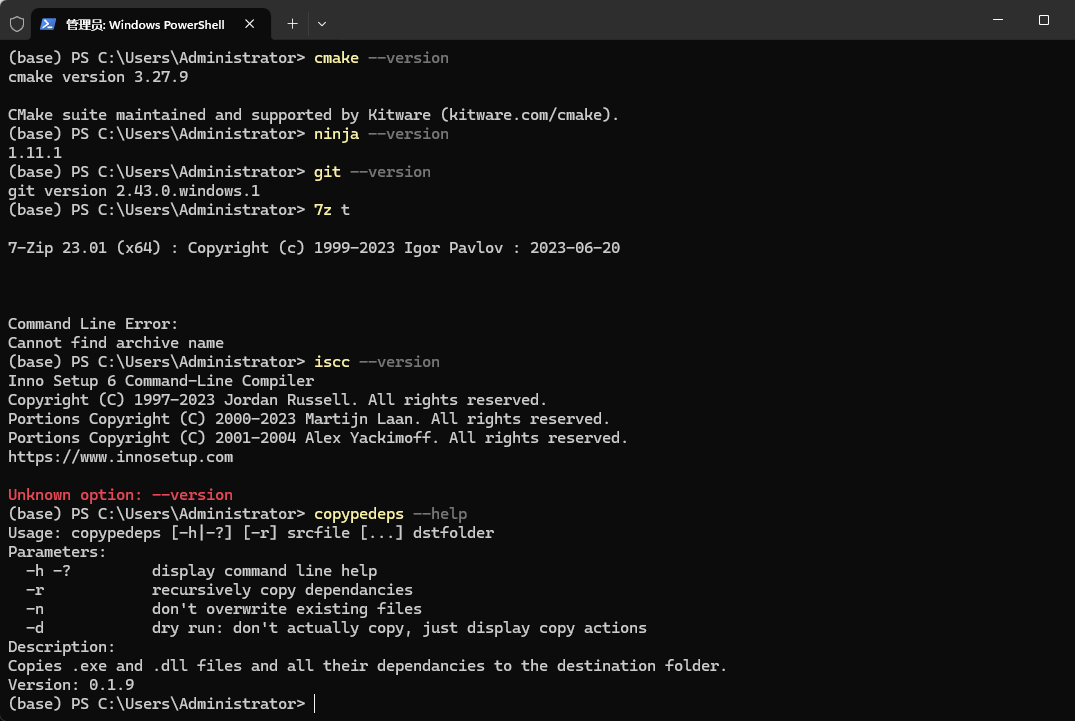 管理员: Windows PowerShell
(base) PS C:\Users\Administrator> cmake --version
cmake version 3.27.9
CMake suite maintained and supported by Kitware (kitware.com/cmake).
(base) PS C:\Users\Administrator> ninja --version
1.11.1
(base) PS C:\Users\Administrator> git --version
git version 2.43.0.windows.1
(base) PS C:\Users\Administrator> 7z t
7-Zip 23.01 (x64) : Copyright (c) 1999-2023 Igor Pavlov : 2023-06-20
Command Line Error:
Cannot find archive name
(base) PS C:\Users\Administrator> iscc --version
Inno Setup 6 Command-Line Compiler
Copyright (C) 1997-2023 Jordan Russell. All rights reserved.
Portions Copyright (C) 2000-2023 Martijn Laan. All rights reserved.
Portions Copyright (C) 2001-2004 Alex Yackimoff. All rights reserved.
https://www.innosetup.com
Unknown option: --version
(base) PS C:\Users\Administrator> copypedeps --help
Usage: copypedeps [-h|-?] [-r] srcfile [...] dstfolder
Parameters:
  -h -?         display command line help
  -r            recursively copy dependancies
  -n            don't overwrite existing files
  -d            dry run: don't actually copy, just display copy actions
Description:
Copies .exe and .dll files and all their dependancies to the destination folder.
Version: 0.1.9
(base) PS C:\Users\Administrator>